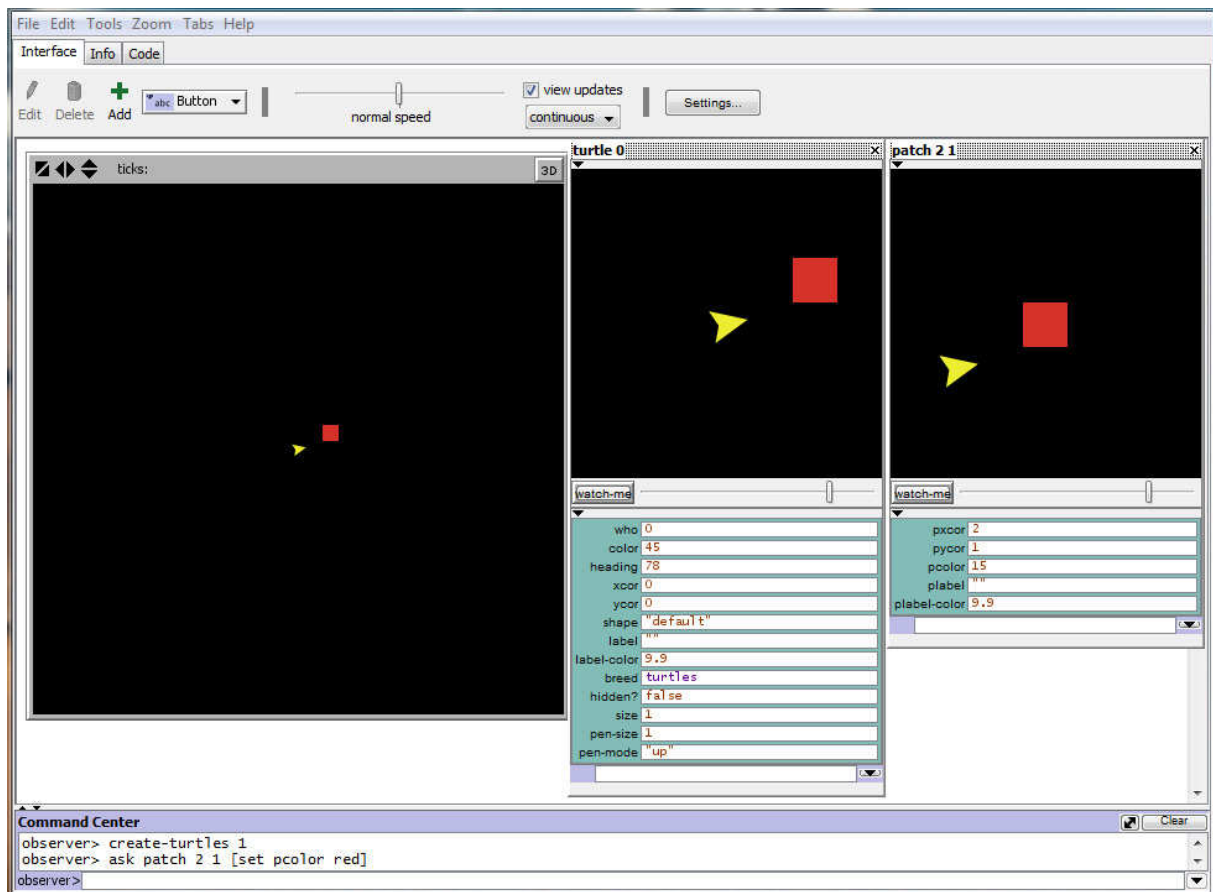 File Edit Tools Zoom Tabs Help
Interface Info Code
Edit Delete Add abc Button normal speed view updates continuous Settings...
ticks: 3D
turtle 0
watch-me
who 0
color 45
heading 78
xcor 0
ycor 0
shape "default"
label ""
label-color 9.9
breed turtles
hidden? false
size 1
pen-size 1
pen-mode "up"
patch 2 1
watch-me
pxcor 2
pycor 1
pcolor 15
plabel ""
plabel-color 9.9
Command Center Clear
observer> create-turtles 1
observer> ask patch 2 1 [set pcolor red]
observer>